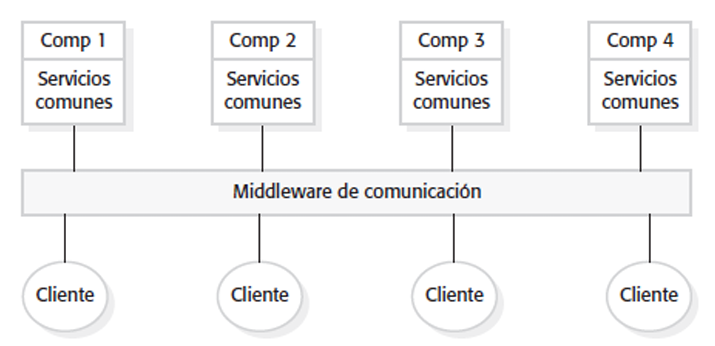 Comp 1
Servicios
comunes
Comp 2
Servicios
comunes
Comp 3
Servicios
comunes
Comp 4
Servicios
comunes
Middleware de comunicación
Cliente
Cliente
Cliente
Cliente